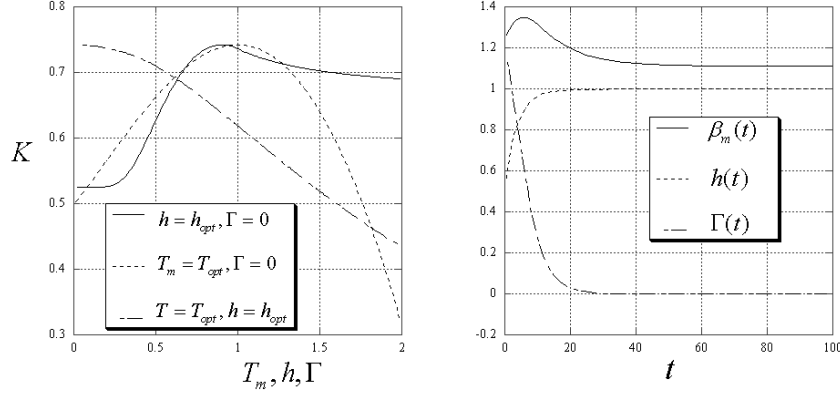 0.8
0.7
0.6
K
0.5
0.4
0.3
0
0.5
1
1.5
2
T_m, h, Γ
h = h_opt, Γ = 0
T_m = T_opt, Γ = 0
T = T_opt, h = h_opt
1.4
1.2
1
0.8
0.6
0.4
0.2
0
-0.2
0
20
40
60
80
100
t
β_m(t)
h(t)
Γ(t)